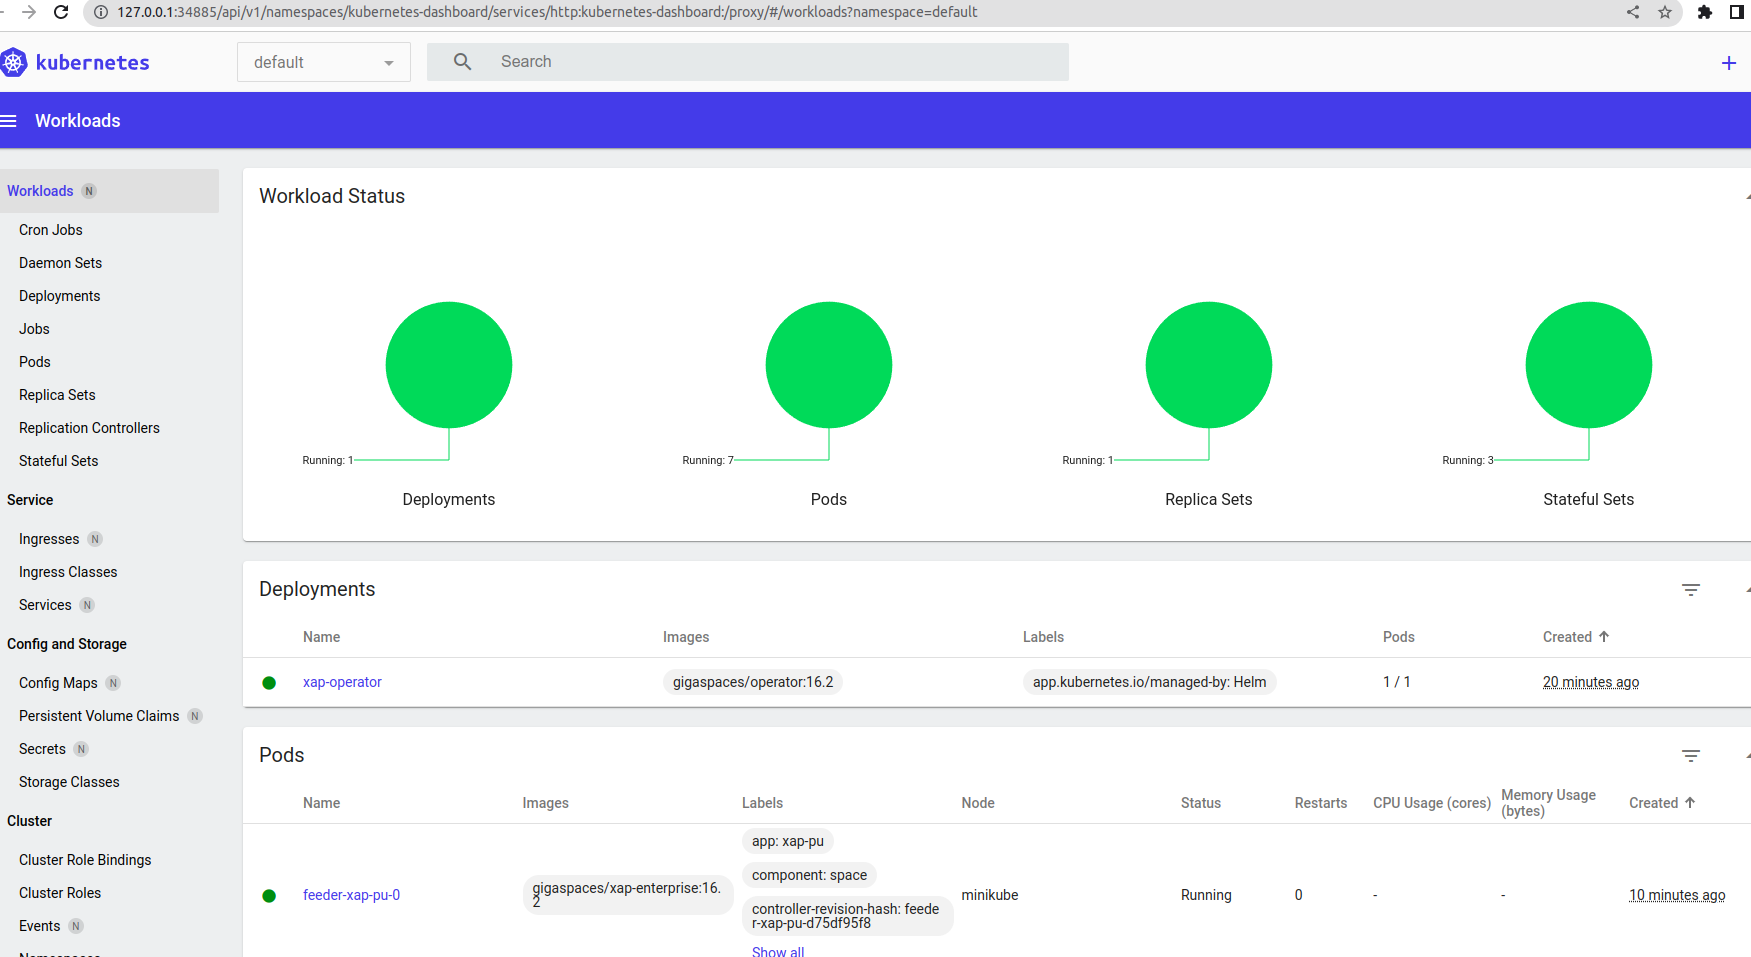 127.0.0.1:34885/api/v1/namespaces/kubernetes-dashboard/services/http:kubernetes-dashboard:/proxy/#/workloads?namespace=default
kubernetes
default
Search
Workloads
Workloads N
Cron Jobs
Daemon Sets
Deployments
Jobs
Pods
Replica Sets
Replication Controllers
Stateful Sets
Service
Ingresses N
Ingress Classes
Services N
Config and Storage
Config Maps N
Persistent Volume Claims N
Secrets N
Storage Classes
Cluster
Cluster Role Bindings
Cluster Roles
Events N
Namespaces
Workload Status
Running: 1
Running: 7
Running: 1
Running: 3
Deployments
Pods
Replica Sets
Stateful Sets
Deployments
Name Images Labels Pods Created
xap-operator gigaspaces/operator:16.2 app.kubernetes.io/managed-by: Helm 1 / 1 20 minutes ago
Pods
Name Images Labels Node Status Restarts CPU Usage (cores) Memory Usage
(bytes) Created
feeder-xap-pu-0
gigaspaces/xap-enterprise:16.
2
app: xap-pu
component: space
controller-revision-hash: feede
r-xap-pu-d75df95f8
Show all
minikube Running 0 - - 10 minutes ago